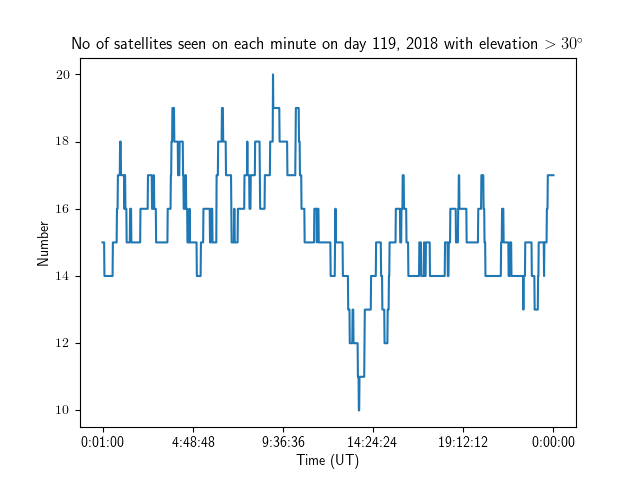 No of satellites seen on each minute on day 119, 2018 with elevation > 30°
20
18
16
14
12
10
Number
0:01:00 4:48:48 9:36:36 14:24:24 19:12:12 0:00:00
Time (UT)